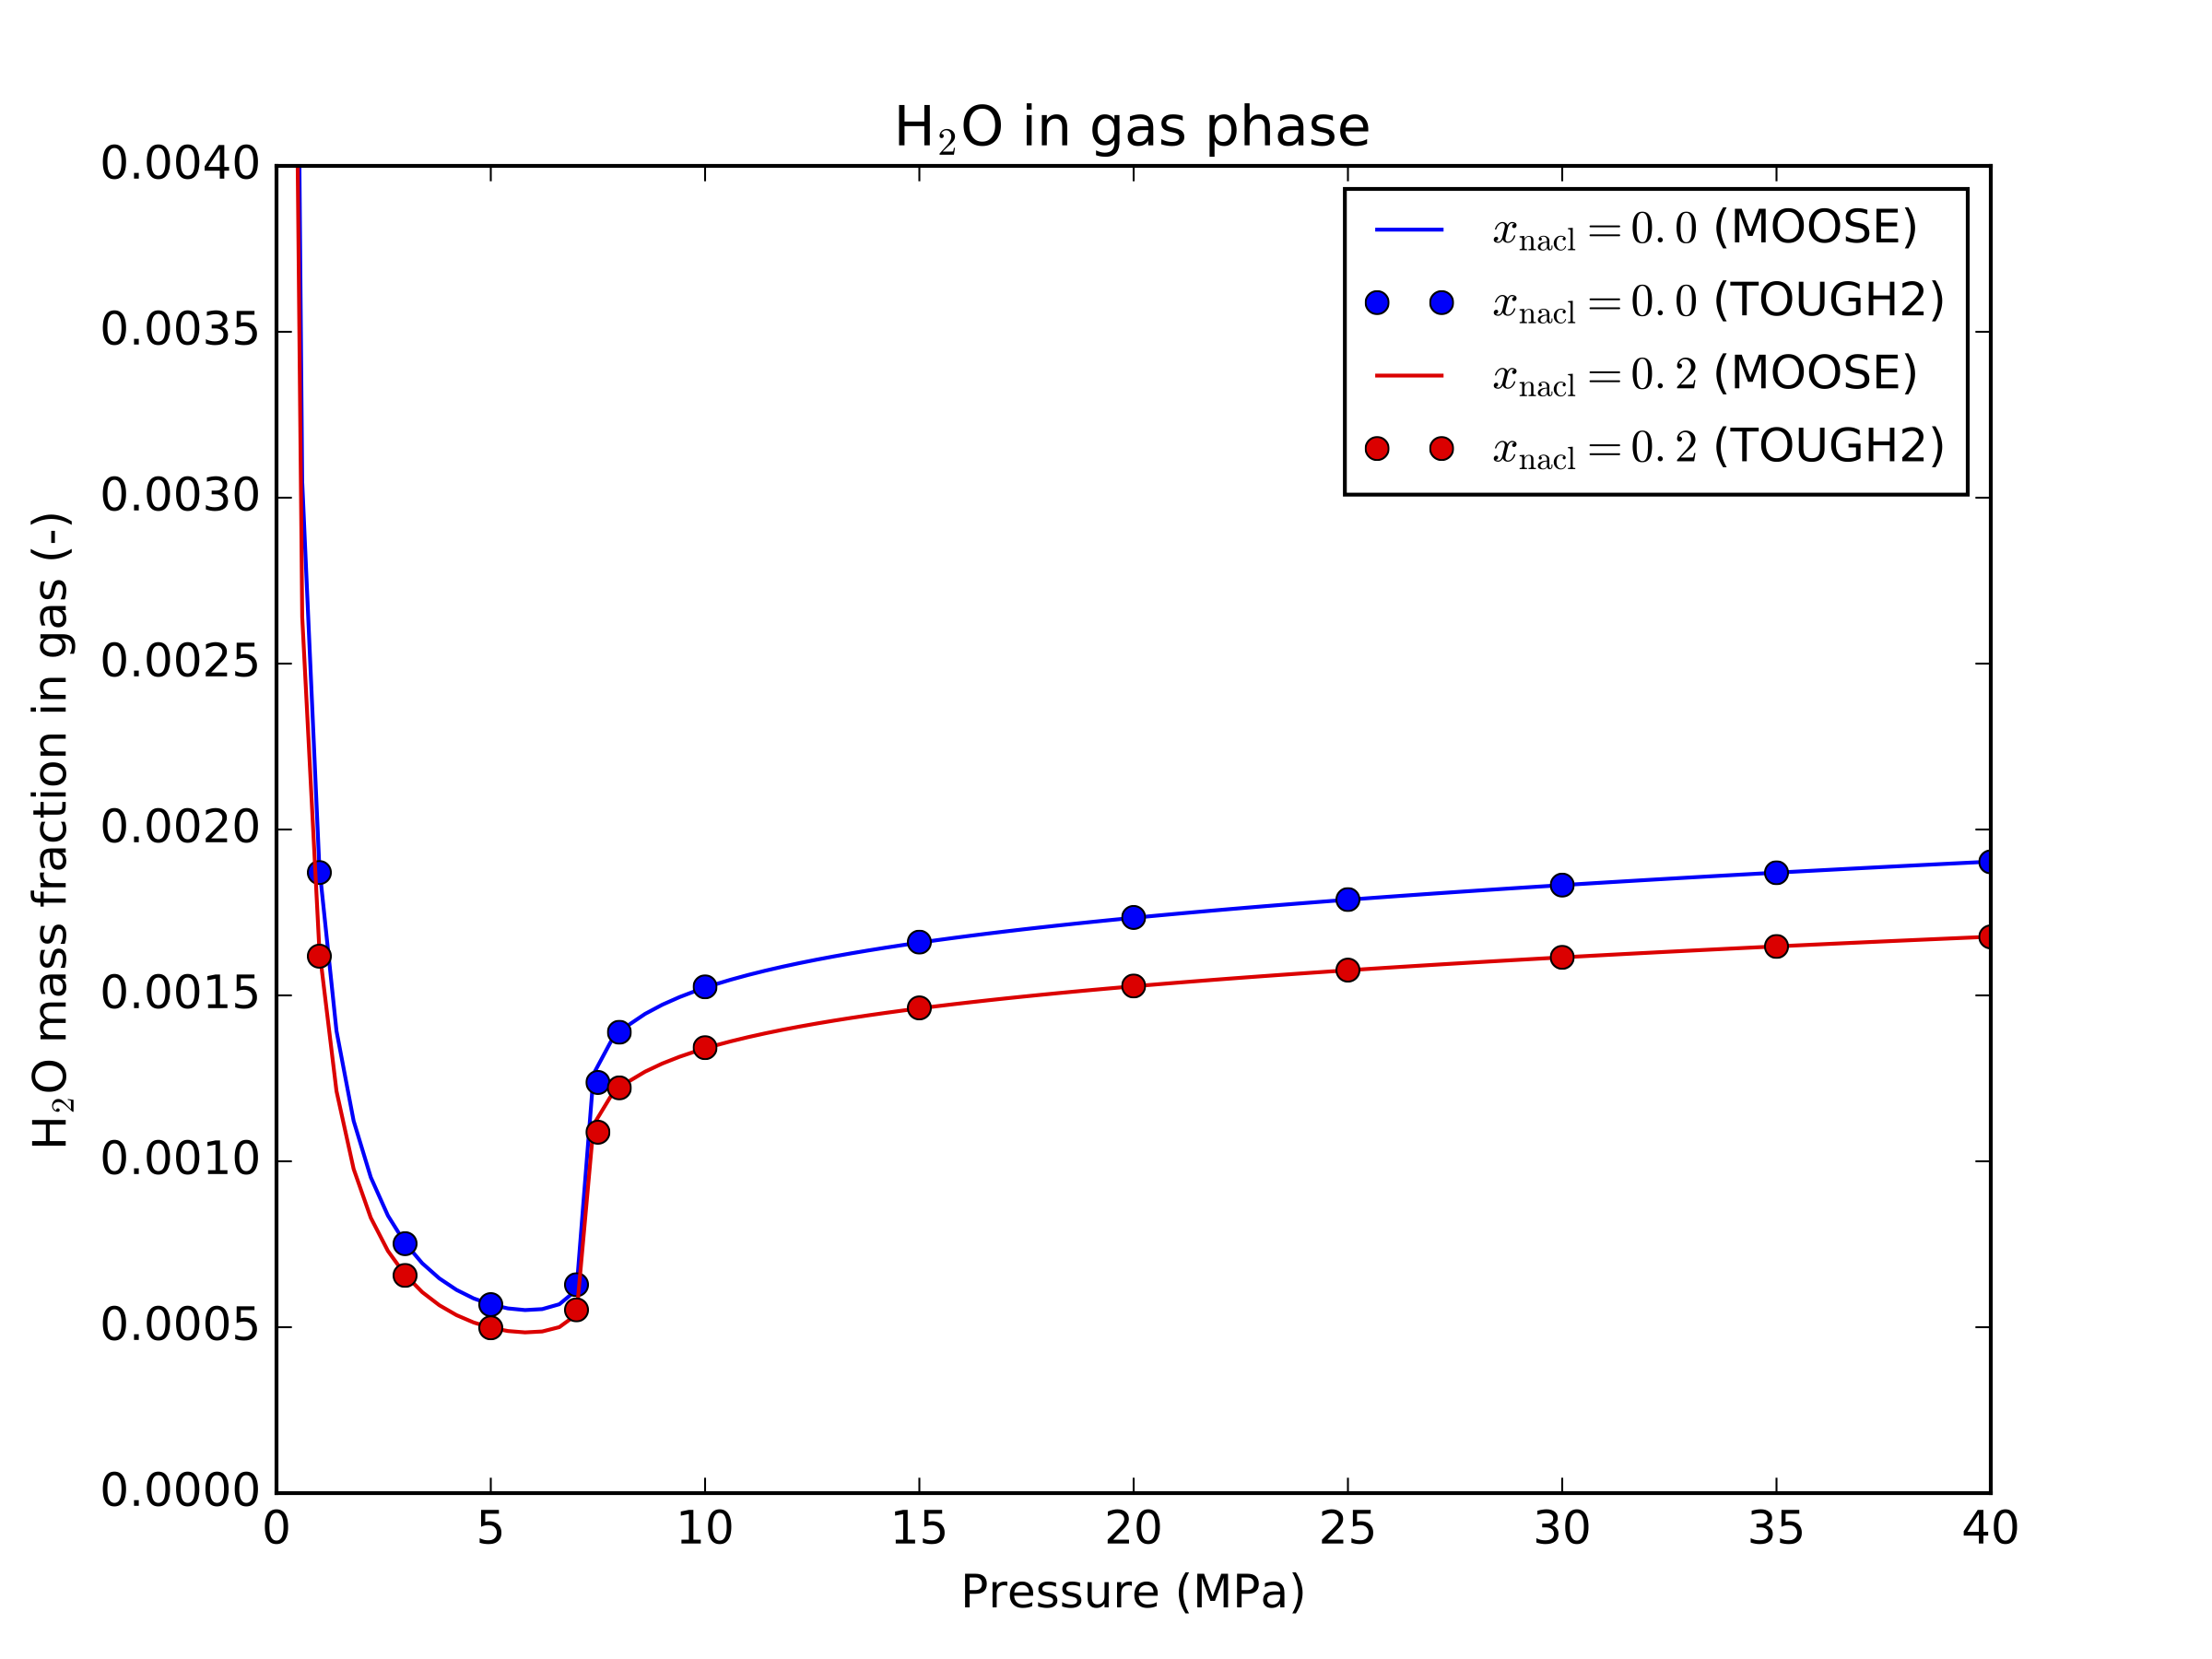 H₂O in gas phase
x_nacl = 0.0 (MOOSE)
x_nacl = 0.0 (TOUGH2)
x_nacl = 0.2 (MOOSE)
x_nacl = 0.2 (TOUGH2)
H₂O mass fraction in gas (-)
0.0040
0.0035
0.0030
0.0025
0.0020
0.0015
0.0010
0.0005
0.0000
0 5 10 15 20 25 30 35 40
Pressure (MPa)